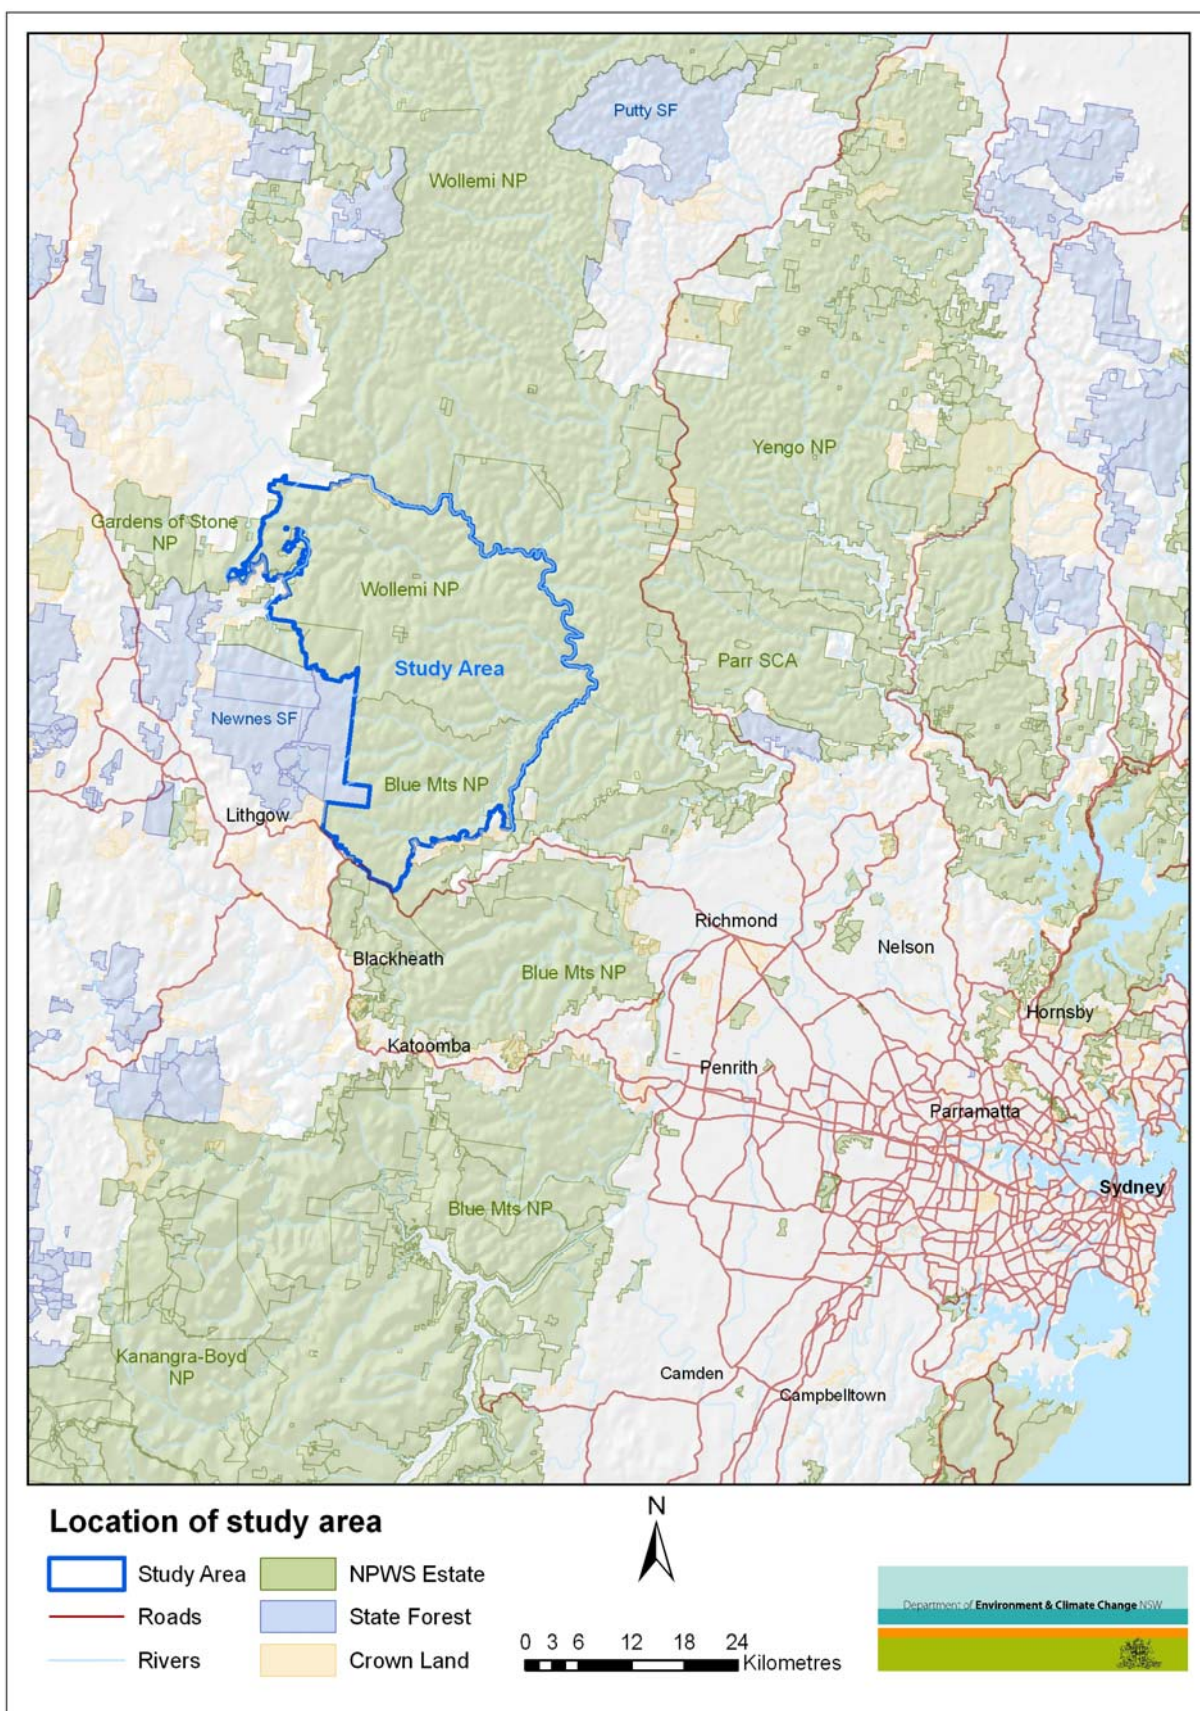 Putty SF
Wollemi NP
Yengo NP
Gardens of Stone
NP
Wollemi NP
Study Area
Parr SCA
Newnes SF
Blue Mts NP
Lithgow
Richmond
Nelson
Blackheath
Blue Mts NP
Hornsby
Katoomba
Penrith
Parramatta
Sydney
Blue Mts NP
Kananga-Boyd
NP
Camden
Campbelltown
Location of study area
N
Study Area
NPWS Estate
Roads
State Forest
Rivers
Crown Land
0 3 6 12 18 24
Kilometres
Department of Environment & Climate Change NSW